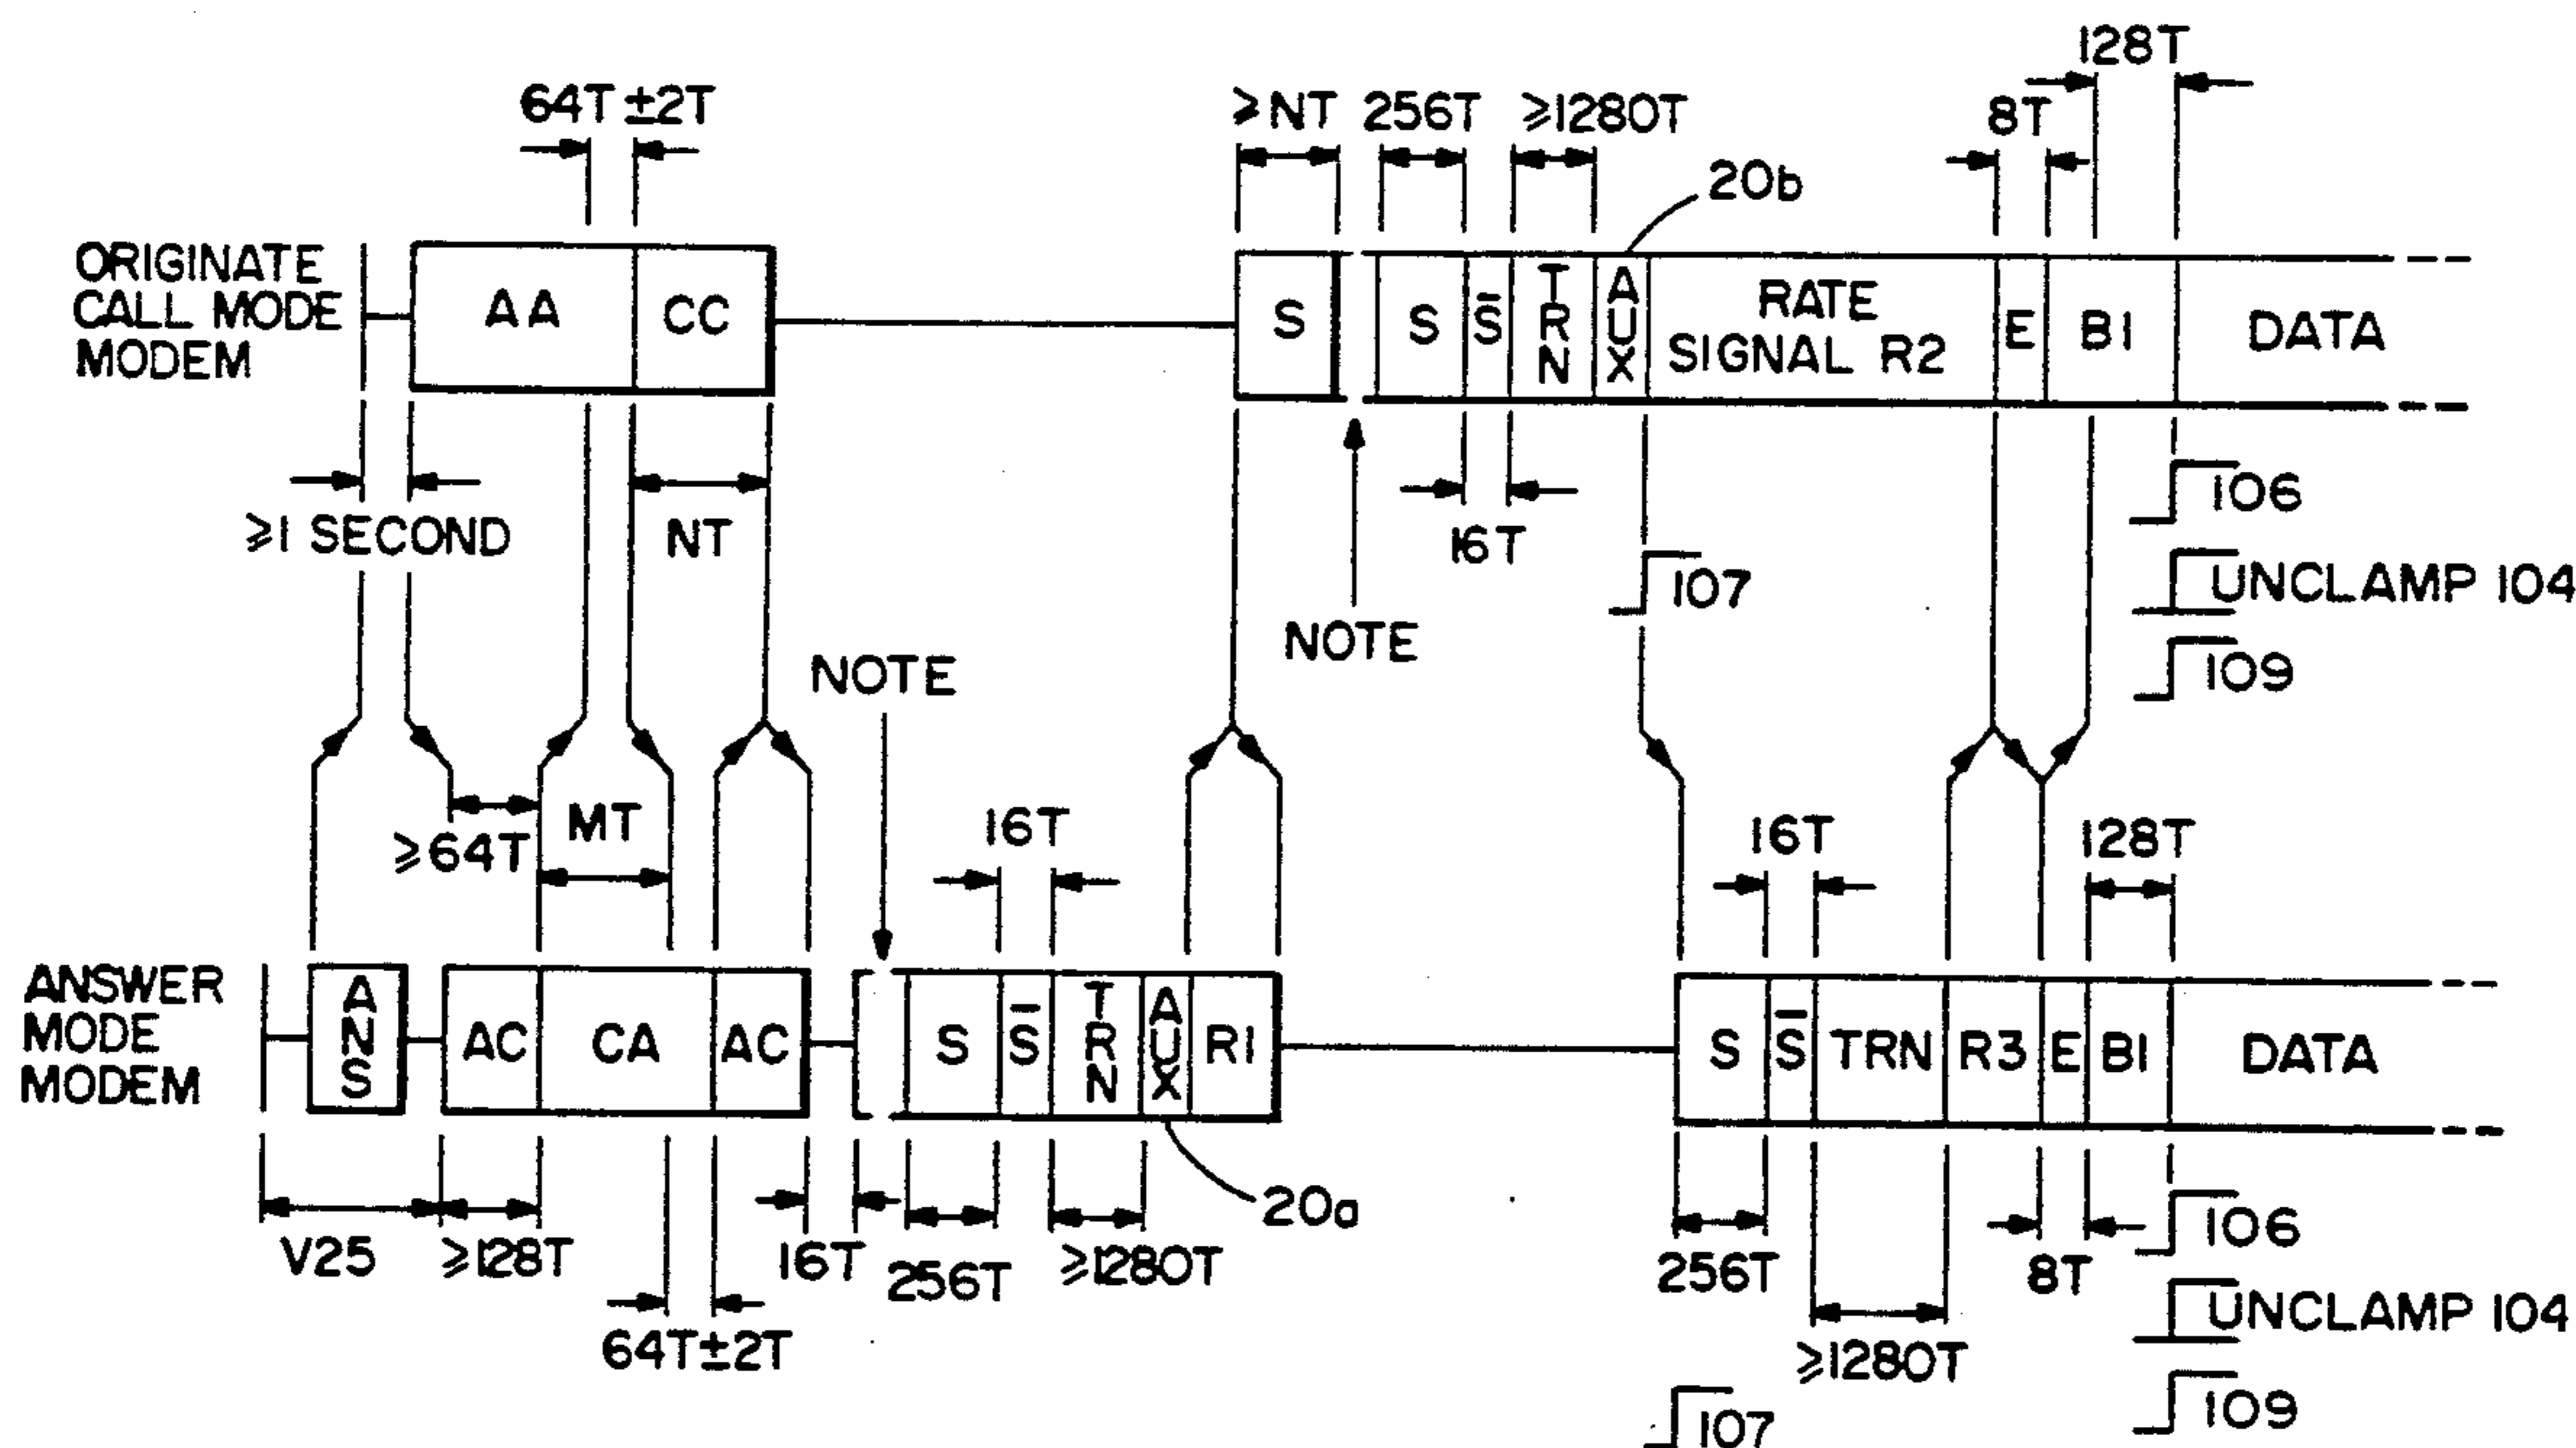 128T
64T ±2T
≥NT 256T ≥1280T
8T
20b
ORIGINATE
CALL MODE
MODEM
AA CC
S S S̄ TRN AUX RATE SIGNAL R2 E B1 DATA
≥1 SECOND
NT
16T
NOTE
107
106
UNCLAMP 104
109
NOTE
≥64T
MT
16T
16T
128T
ANSWER
MODE
MODEM
ANS AC CA AC S S̄ TRN AUX R1 S S̄ TRN R3 E B1 DATA
20a
V25 ≥128T 16T 256T ≥1280T
64T±2T
256T
≥1280T
8T
106
UNCLAMP 104
109
107